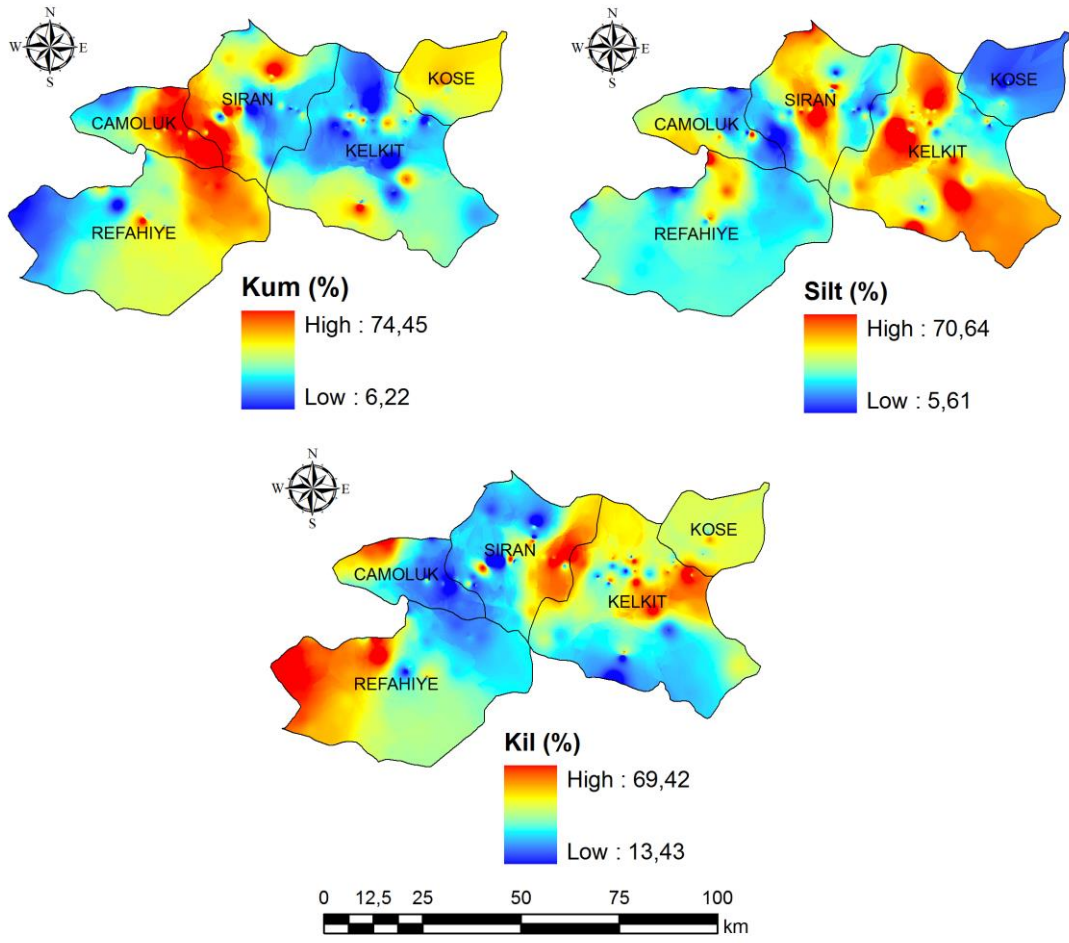 N
W E
S
SIRAN
KOSE
CAMOLUK
KELKIT
REFAHIYE
Kum (%)
High : 74,45
Low : 6,22
N
W E
S
SIRAN
KOSE
CAMOLUK
KELKIT
REFAHIYE
Silt (%)
High : 70,64
Low : 5,61
N
W E
S
KOSE
SIRAN
CAMOLUK
KELKIT
REFAHIYE
Kil (%)
High : 69,42
Low : 13,43
0 12,5 25 50 75 100
km